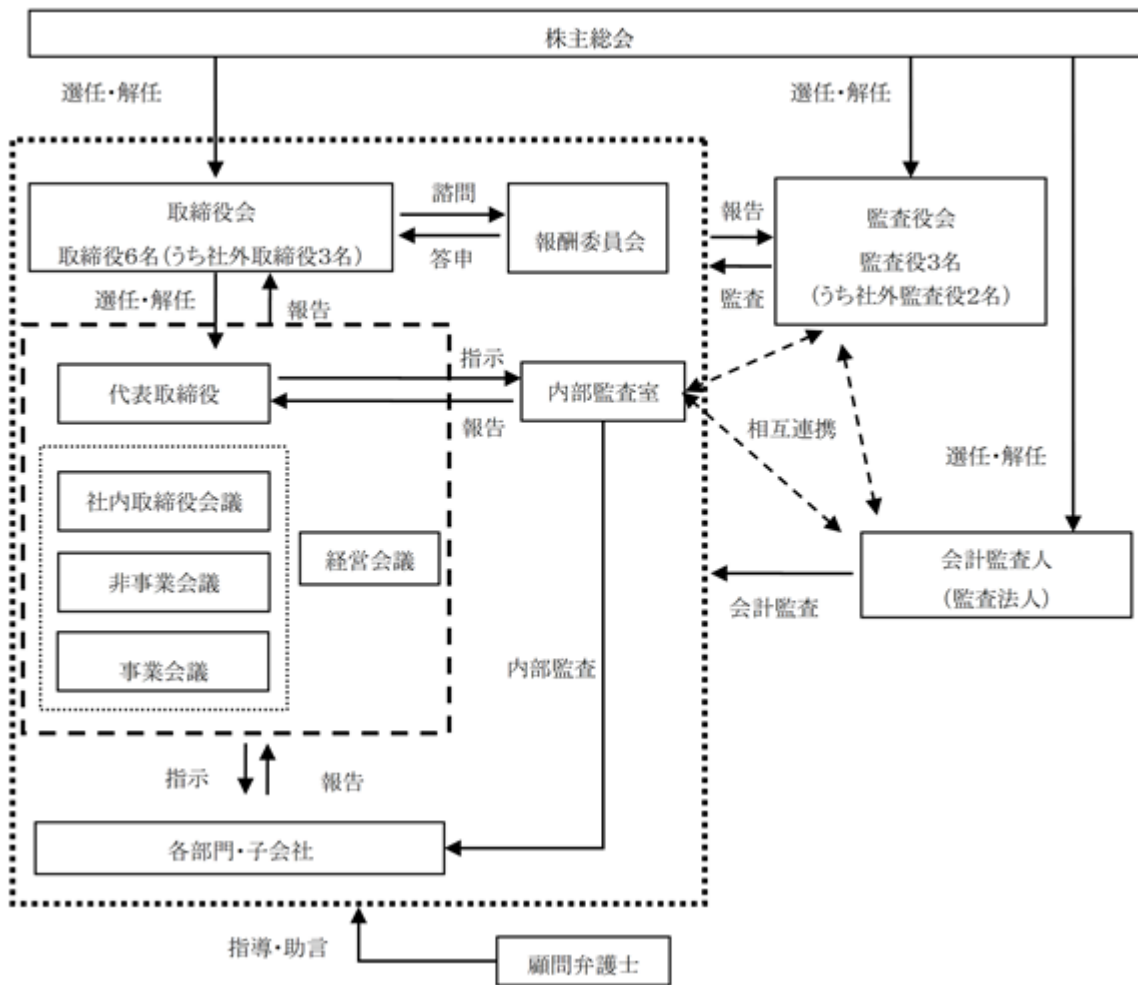 株主総会
選任・解任
選任・解任
取締役会
取締役6名(うち社外取締役3名)
諮問
答申
報酬委員会
報告
監査
監査役会
監査役3名
(うち社外監査役2名)
選任・解任
報告
代表取締役
指示
報告
内部監査室
相互連携
選任・解任
社内取締役会議
非事業会議
事業会議
経営会議
会計監査人
(監査法人)
会計監査
内部監査
指示
報告
各部門・子会社
指導・助言
顧問弁護士